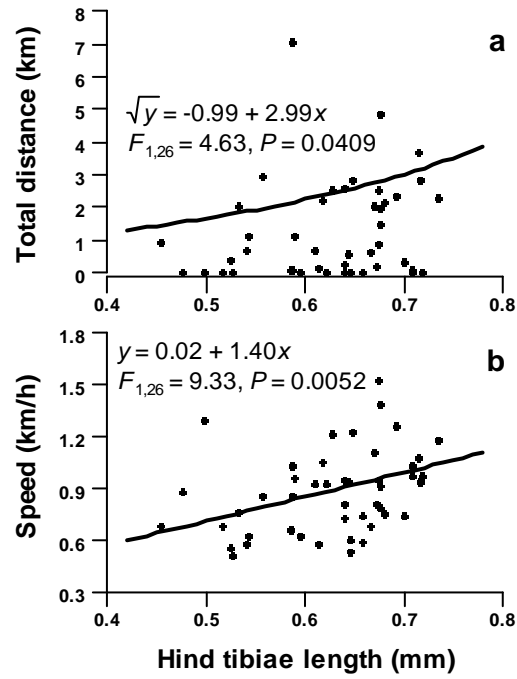 8
7
6
5
4
3
2
1
0
Total distance (km)
a
√y = -0.99 + 2.99x
F1,26 = 4.63, P = 0.0409
0.4 0.5 0.6 0.7 0.8
1.8
1.5
1.2
0.9
0.6
0.3
Speed (km/h)
b
y = 0.02 + 1.40x
F1,26 = 9.33, P = 0.0052
0.4 0.5 0.6 0.7 0.8
Hind tibiae length (mm)